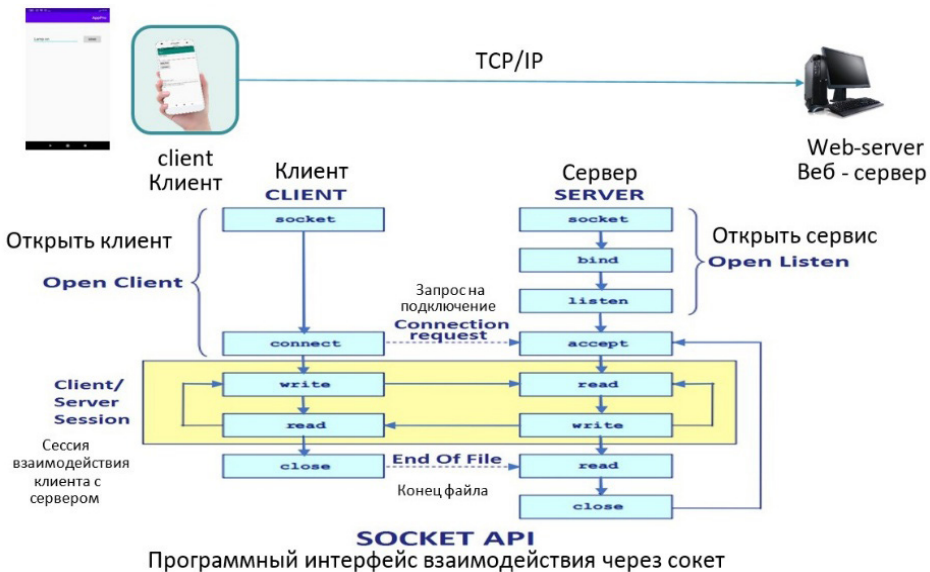 AppPro
TCP/IP
client
Клиент
Web-server
Веб - сервер
Клиент
CLIENT
Сервер
SERVER
socket
socket
Открыть клиент
Open Client
bind
Открыть сервис
Open Listen
listen
Запрос на
подключение
Connection
request
connect
accept
Client/
Server
Session
write
read
read
write
Сессия
взаимодействия
клиента с
сервером
close
End Of File
read
Конец файла
close
SOCKET API
Программный интерфейс взаимодействия через сокет